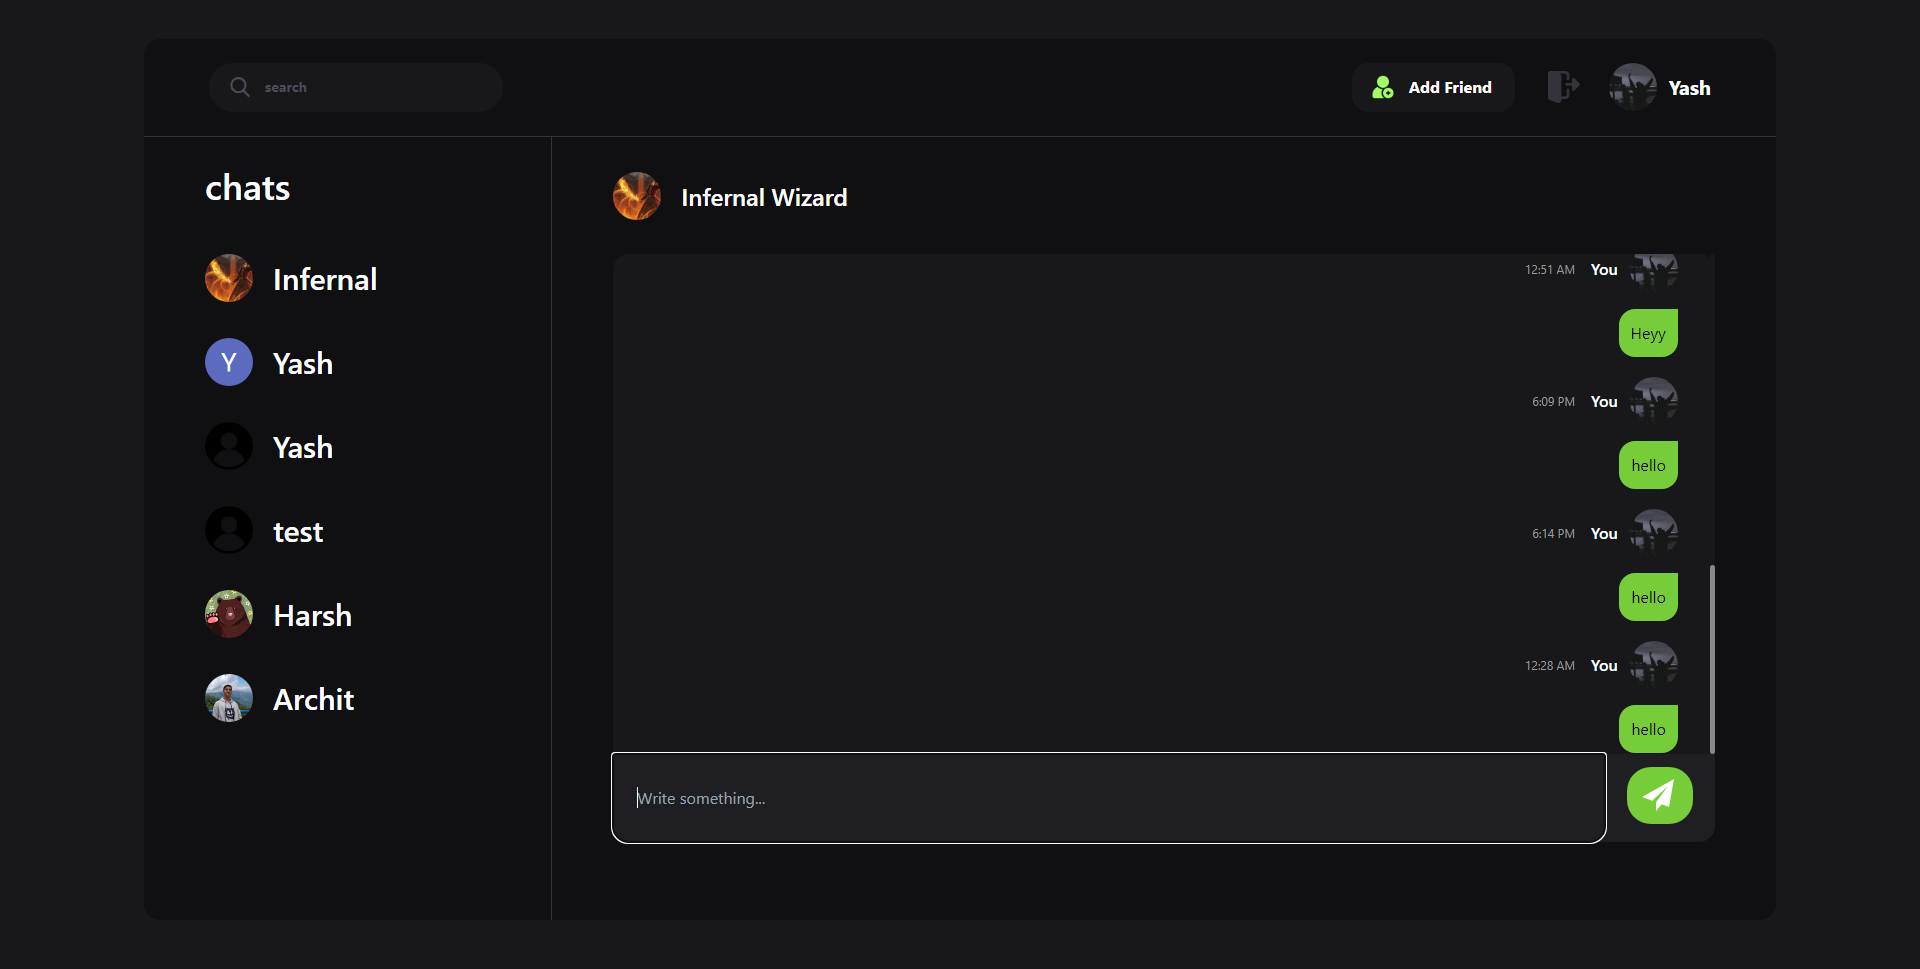 search
Add Friend
Yash
chats
Infernal
Y
Yash
Yash
test
Harsh
Archit
Infernal Wizard
12:51 AM You
Heyy
6:09 PM You
hello
6:14 PM You
hello
12:28 AM You
hello
Write something...